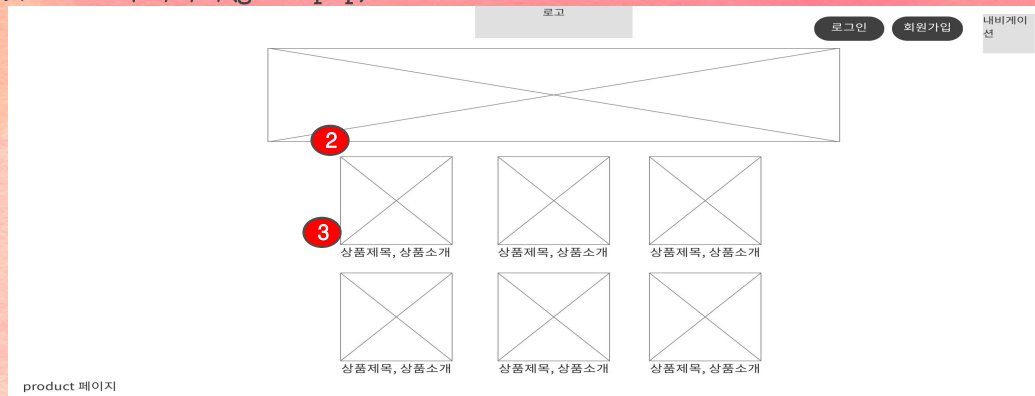 로고
로그인
회원가입
내비게이
션
2
3
상품제목, 상품소개
상품제목, 상품소개
상품제목, 상품소개
상품제목, 상품소개
상품제목, 상품소개
상품제목, 상품소개
product 페이지